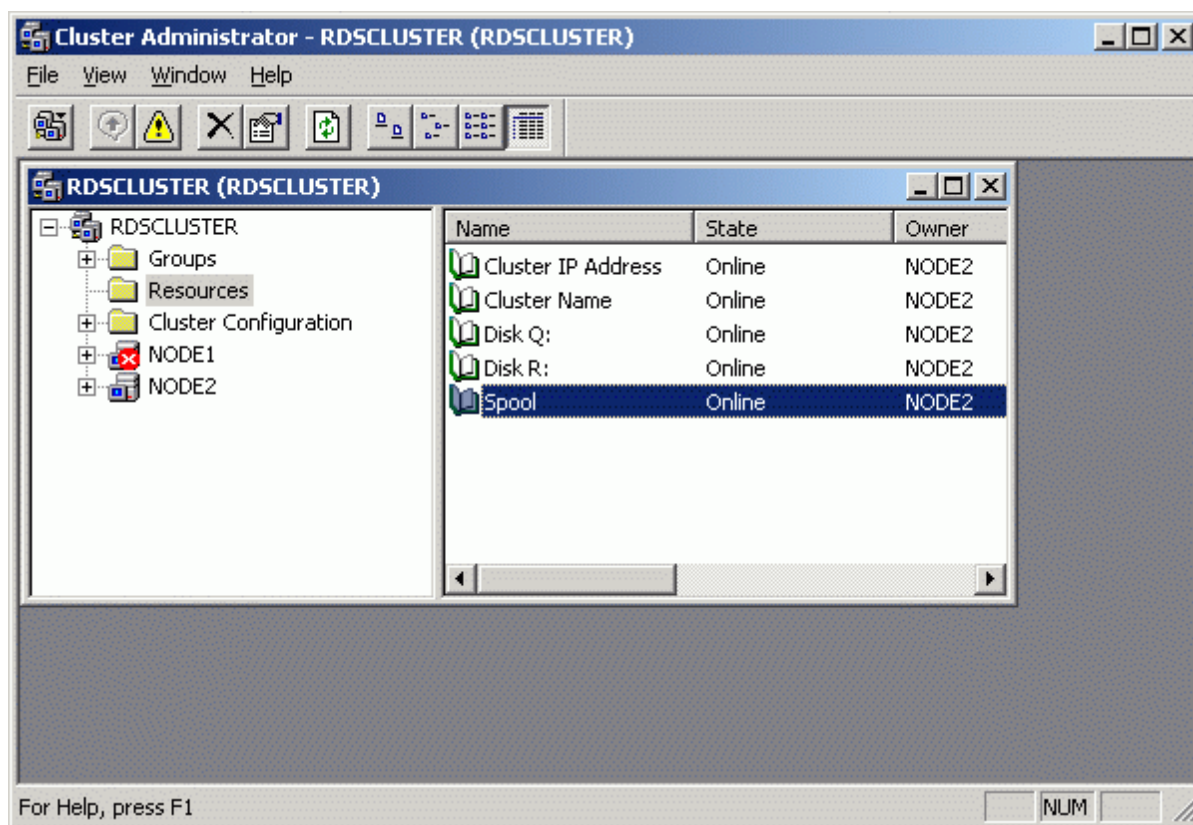 Cluster Administrator - RDSCLUSTER (RDSCLUSTER)
File View Window Help
RDSCLUSTER (RDSCLUSTER)
RDSCLUSTER
Groups
Resources
Cluster Configuration
NODE1
NODE2
Name State Owner
Cluster IP Address Online NODE2
Cluster Name Online NODE2
Disk Q: Online NODE2
Disk R: Online NODE2
Spool Online NODE2
For Help, press F1
NUM